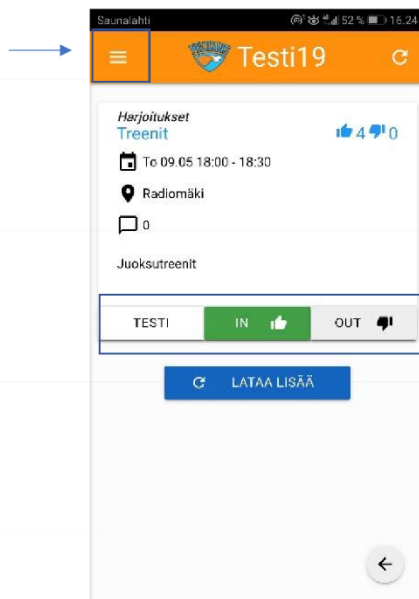 Saunalahti 52 % 16.24
Testi19
Harjoitukset
Treenit 4 0
To 09.05 18:00 - 18:30
Radiomäki
0
Juoksutreenit
TESTI IN OUT
LATAA LISÄÄ